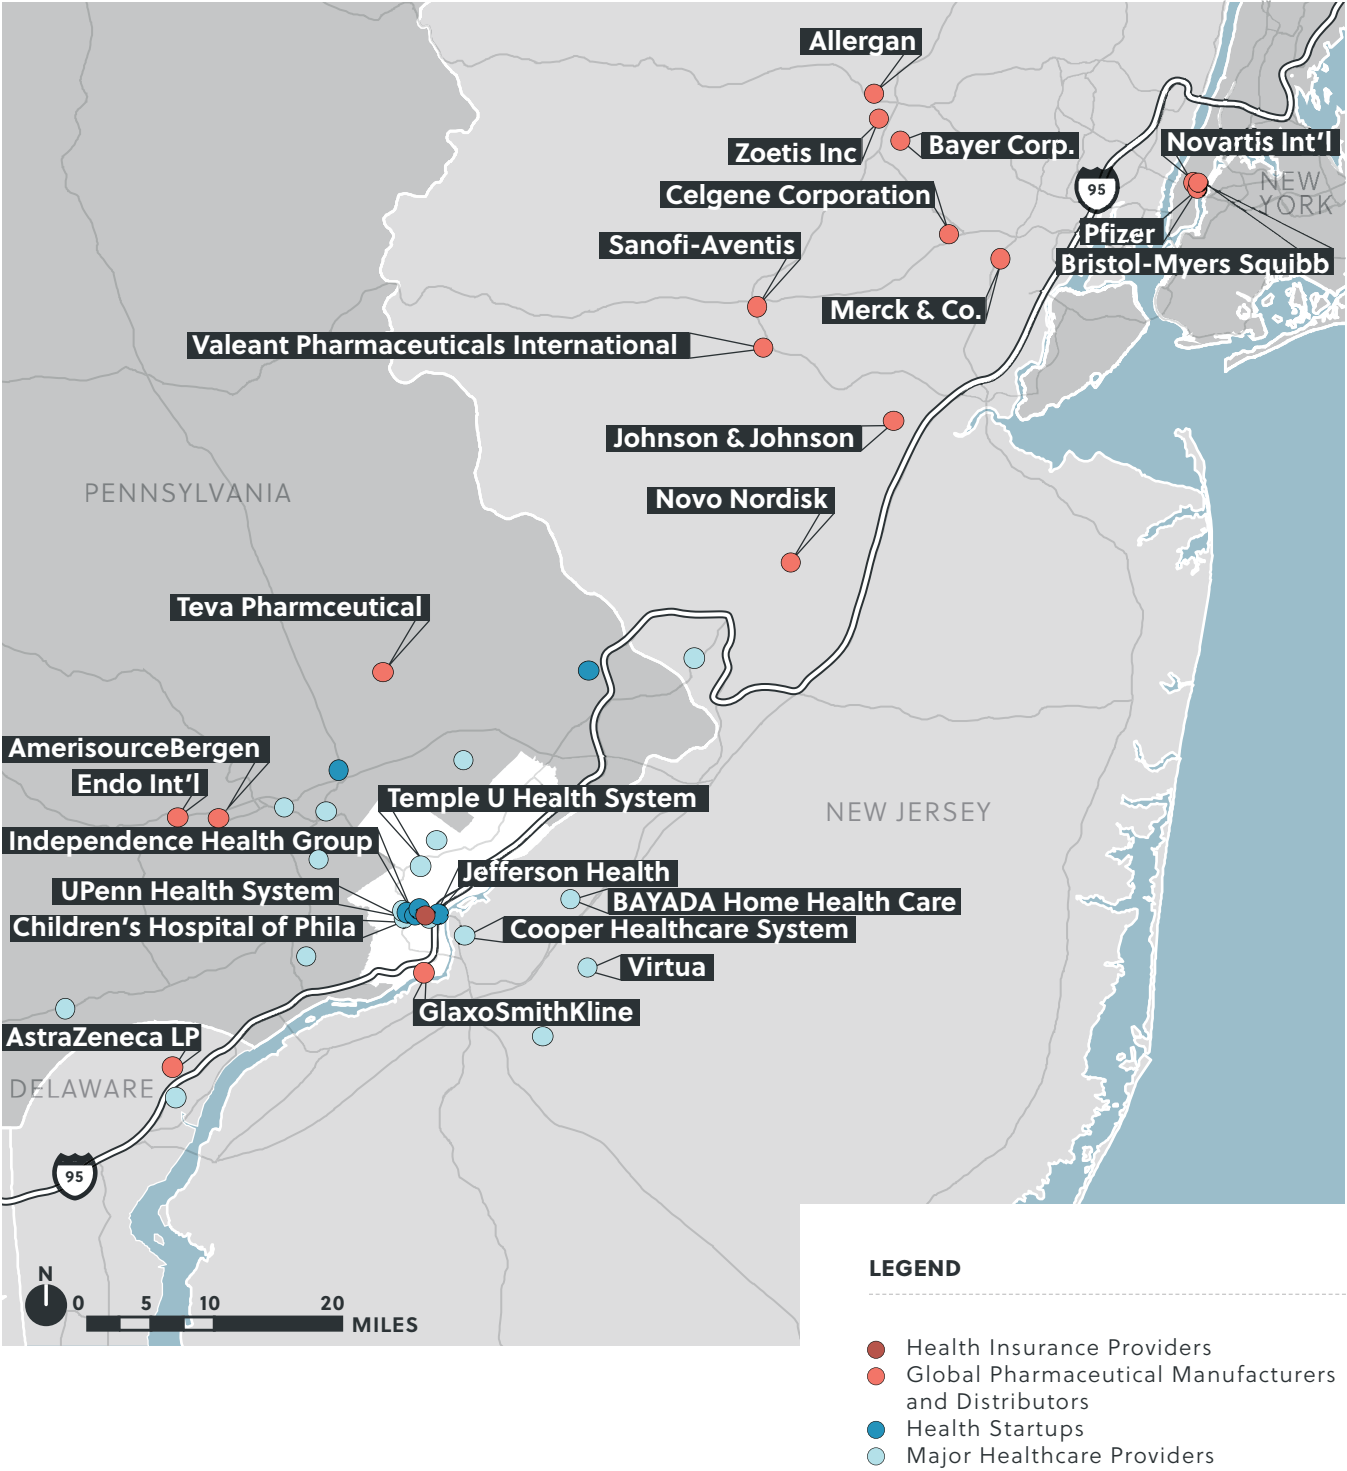 Allergan
Zoetis Inc
Bayer Corp.
Novartis Int'l
Celgene Corporation
95
NEW
YORK
Pfizer
Sanofi-Aventis
Bristol-Myers Squibb
Merck & Co.
Valeant Pharmaceuticals International
Johnson & Johnson
PENNSYLVANIA
Novo Nordisk
Teva Pharmceutical
AmerisourceBergen
Endo Int'l
Temple U Health System
NEW JERSEY
Independence Health Group
Jefferson Health
UPenn Health System
BAYADA Home Health Care
Children's Hospital of Phila
Cooper Healthcare System
Virtua
GlaxoSmithKline
AstraZeneca LP
DELAWARE
95
N
0 5 10 20
MILES
LEGEND
Health Insurance Providers
Global Pharmaceutical Manufacturers
and Distributors
Health Startups
Major Healthcare Providers